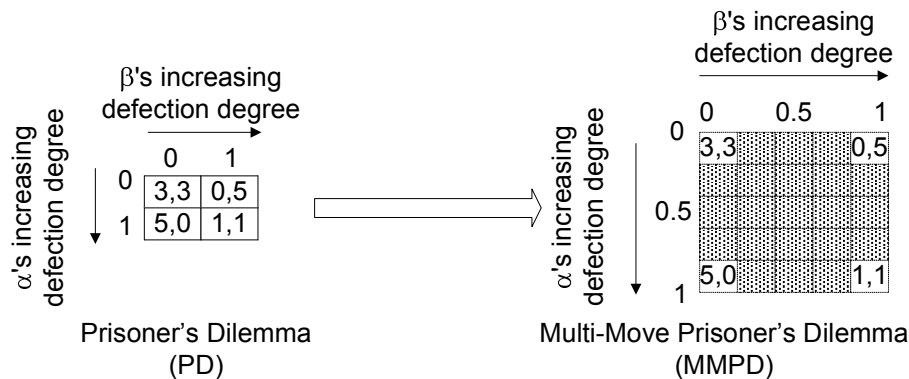 β's increasing
defection degree
α's increasing
defection degree
0 1
0 3,3 0,5
1 5,0 1,1
Prisoner's Dilemma
(PD)
β's increasing
defection degree
α's increasing
defection degree
0 0.5 1
0
3,3 0,5
0.5
5,0 1,1
1
Multi-Move Prisoner's Dilemma
(MMPD)